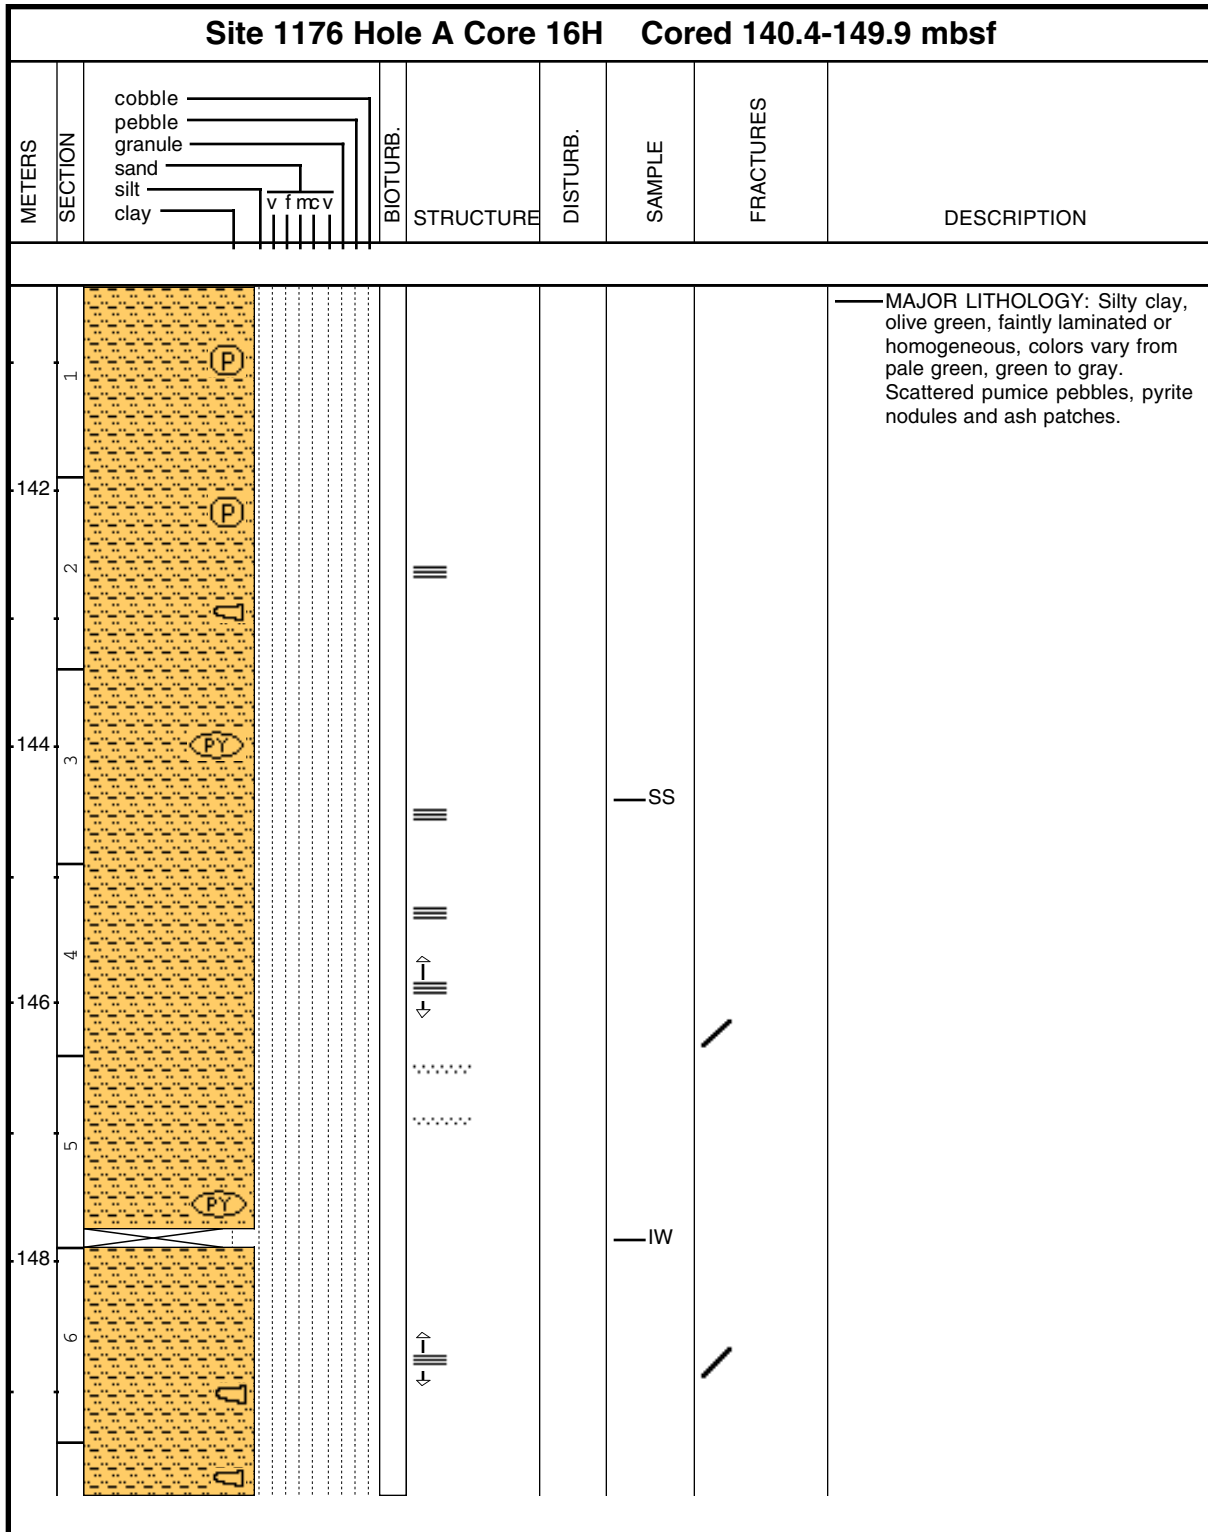 Site 1176 Hole A Core 16H Cored 140.4-149.9 mbsf
METERS
SECTION
cobble
pebble
granule
sand
silt
clay
v f m c v
BIOTURB.
STRUCTURE
DISTURB.
SAMPLE
FRACTURES
DESCRIPTION
MAJOR LITHOLOGY: Silty clay,
olive green, faintly laminated or
homogeneous, colors vary from
pale green, green to gray.
Scattered pumice pebbles, pyrite
nodules and ash patches.
P
1
142
P
2
144
PY
3
SS
4
146
5
PY
IW
148
6